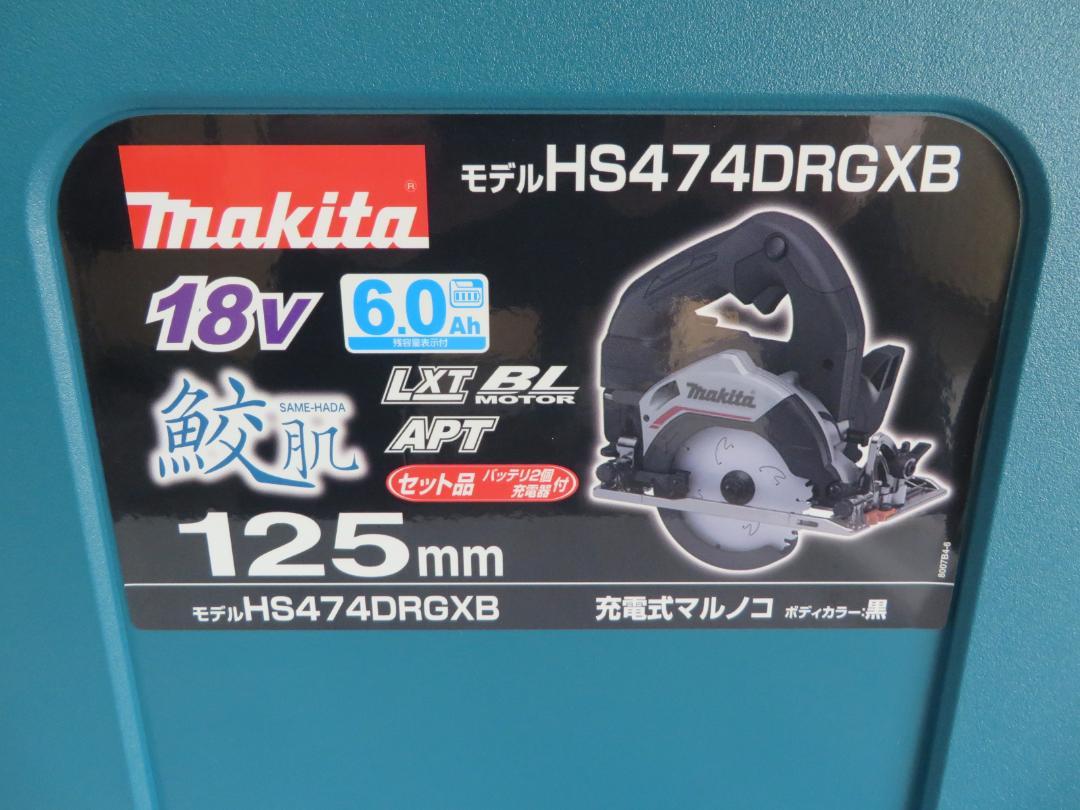 makita®
モデルHS474DRGXB
18V
6.0Ah
残容量表示付
LXT BL MOTOR
鮫肌 SAME-HADA
APT
セット品 バッテリ2個 充電器付
makita
125mm
8007B4-6
モデルHS474DRGXB
充電式マルノコ ボディカラー:黒